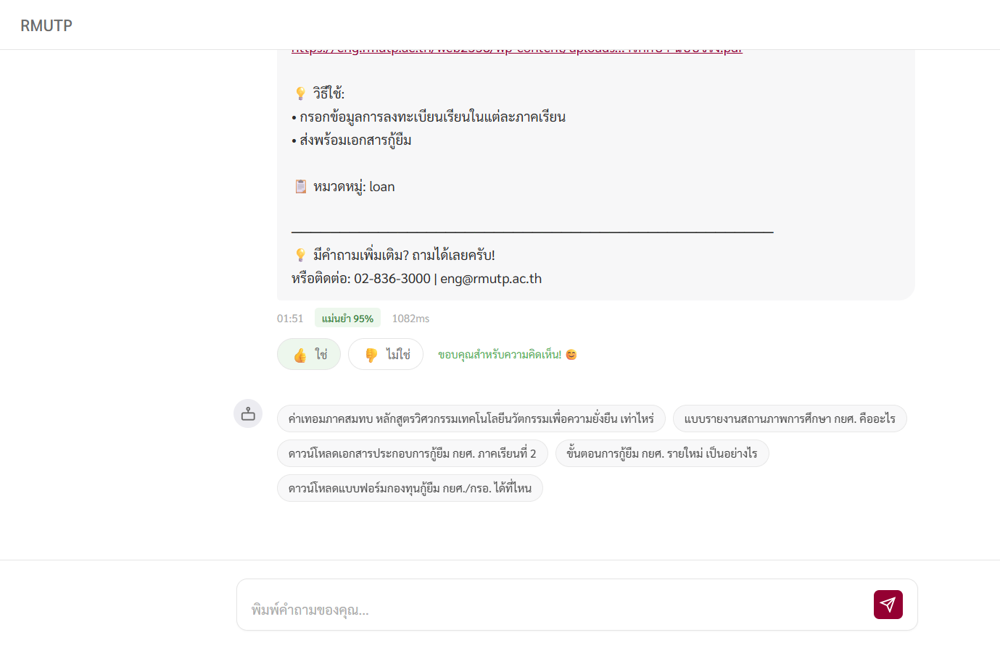 RMUTP
💡 วิธีใช้:
• กรอกข้อมูลการลงทะเบียนเรียนในแต่ละภาคเรียน
• ส่งพร้อมเอกสารกู้ยืม
📋 หมวดหมู่: loan
💡 มีคำถามเพิ่มเติม? ถามได้เลยครับ!
หรือติดต่อ: 02-836-3000 | eng@rmutp.ac.th
01:51 แม่นยำ 95% 1082ms
👍 ใช่ 👎 ไม่ใช่ ขอบคุณสำหรับความคิดเห็น! 😊
ค่าเทอมภาคสมทบ หลักสูตรวิศวกรรมเทคโนโลยีนวัตกรรมเพื่อความยั่งยืน เท่าไหร่ แบบรายงานสถานภาพการศึกษา กยศ. คืออะไร
ดาวน์โหลดเอกสารประกอบการกู้ยืม กยศ. ภาคเรียนที่ 2 ขั้นตอนการกู้ยืม กยศ. รายใหม่ เป็นอย่างไร
ดาวน์โหลดแบบฟอร์มกองทุนกู้ยืม กยศ./กรอ. ได้ที่ไหน
พิมพ์คำถามของคุณ...